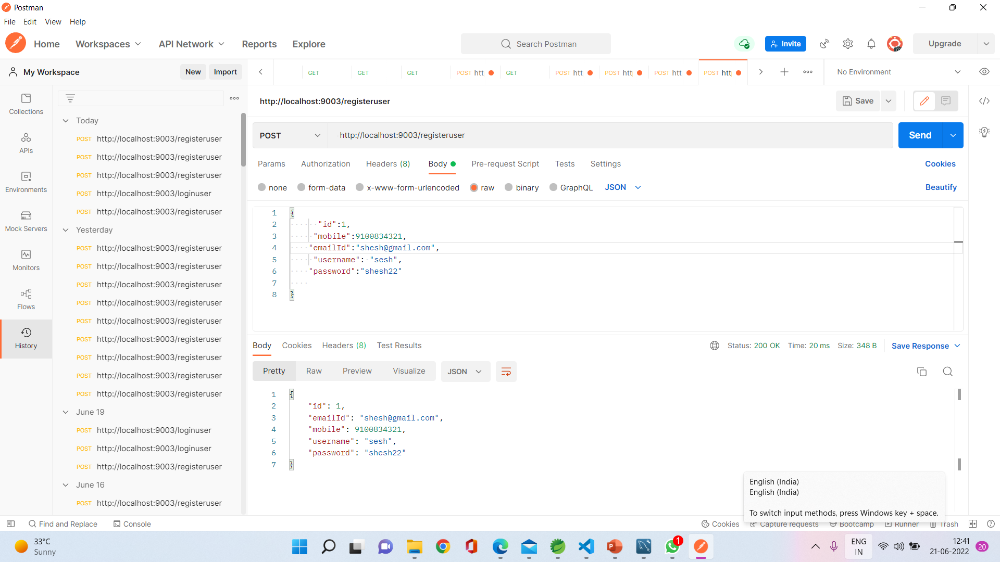 Postman
File Edit View Help
Home Workspaces API Network Reports Explore
Search Postman
Invite
Upgrade
My Workspace
New Import
GET GET GET POST htt GET POST htt POST htt POST htt POST htt
No Environment
Collections
APIs
Environments
Mock Servers
Monitors
Flows
History
Today
POST http://localhost:9003/registeruser
POST http://localhost:9003/registeruser
POST http://localhost:9003/registeruser
POST http://localhost:9003/loginuser
POST http://localhost:9003/registeruser
Yesterday
POST http://localhost:9003/registeruser
POST http://localhost:9003/registeruser
POST http://localhost:9003/registeruser
POST http://localhost:9003/registeruser
POST http://localhost:9003/registeruser
POST http://localhost:9003/registeruser
POST http://localhost:9003/registeruser
POST http://localhost:9003/registeruser
POST http://localhost:9003/registeruser
June 19
POST http://localhost:9003/loginuser
POST http://localhost:9003/loginuser
POST http://localhost:9003/registeruser
June 16
POST http://localhost:9003/registeruser
http://localhost:9003/registeruser
Save
POST http://localhost:9003/registeruser
Send
Params Authorization Headers (8) Body Pre-request Script Tests Settings
Cookies
none form-data x-www-form-urlencoded raw binary GraphQL JSON
Beautify
1 {
2 "id":1,
3 "mobile":9100834321,
4 "emailId":"shesh@gmail.com",
5 "username": "sesh",
6 "password":"shesh22"
7
8 }
Body Cookies Headers (8) Test Results
Status: 200 OK Time: 20 ms Size: 348 B Save Response
Pretty Raw Preview Visualize JSON
1 {
2 "id": 1,
3 "emailId": "shesh@gmail.com",
4 "mobile": 9100834321,
5 "username": "sesh",
6 "password": "shesh22"
7 }
English (India)
English (India)
To switch input methods, press Windows key + space.
Find and Replace Console
Cookies Capture requests Bootcamp Runner Trash
33°C
Sunny
1
ENG
IN
12:41
21-06-2022
20